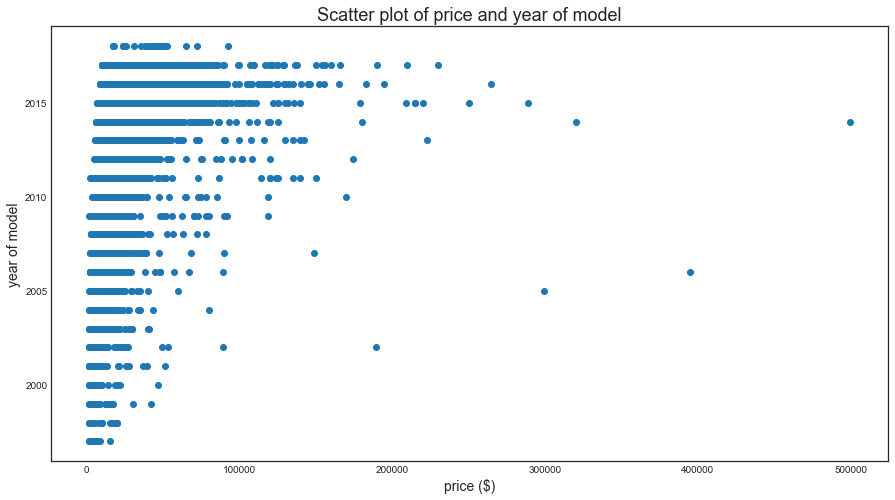 Scatter plot of price and year of model
year of model
2015
2010
2005
2000
0 100000 200000 300000 400000 500000
price ($)